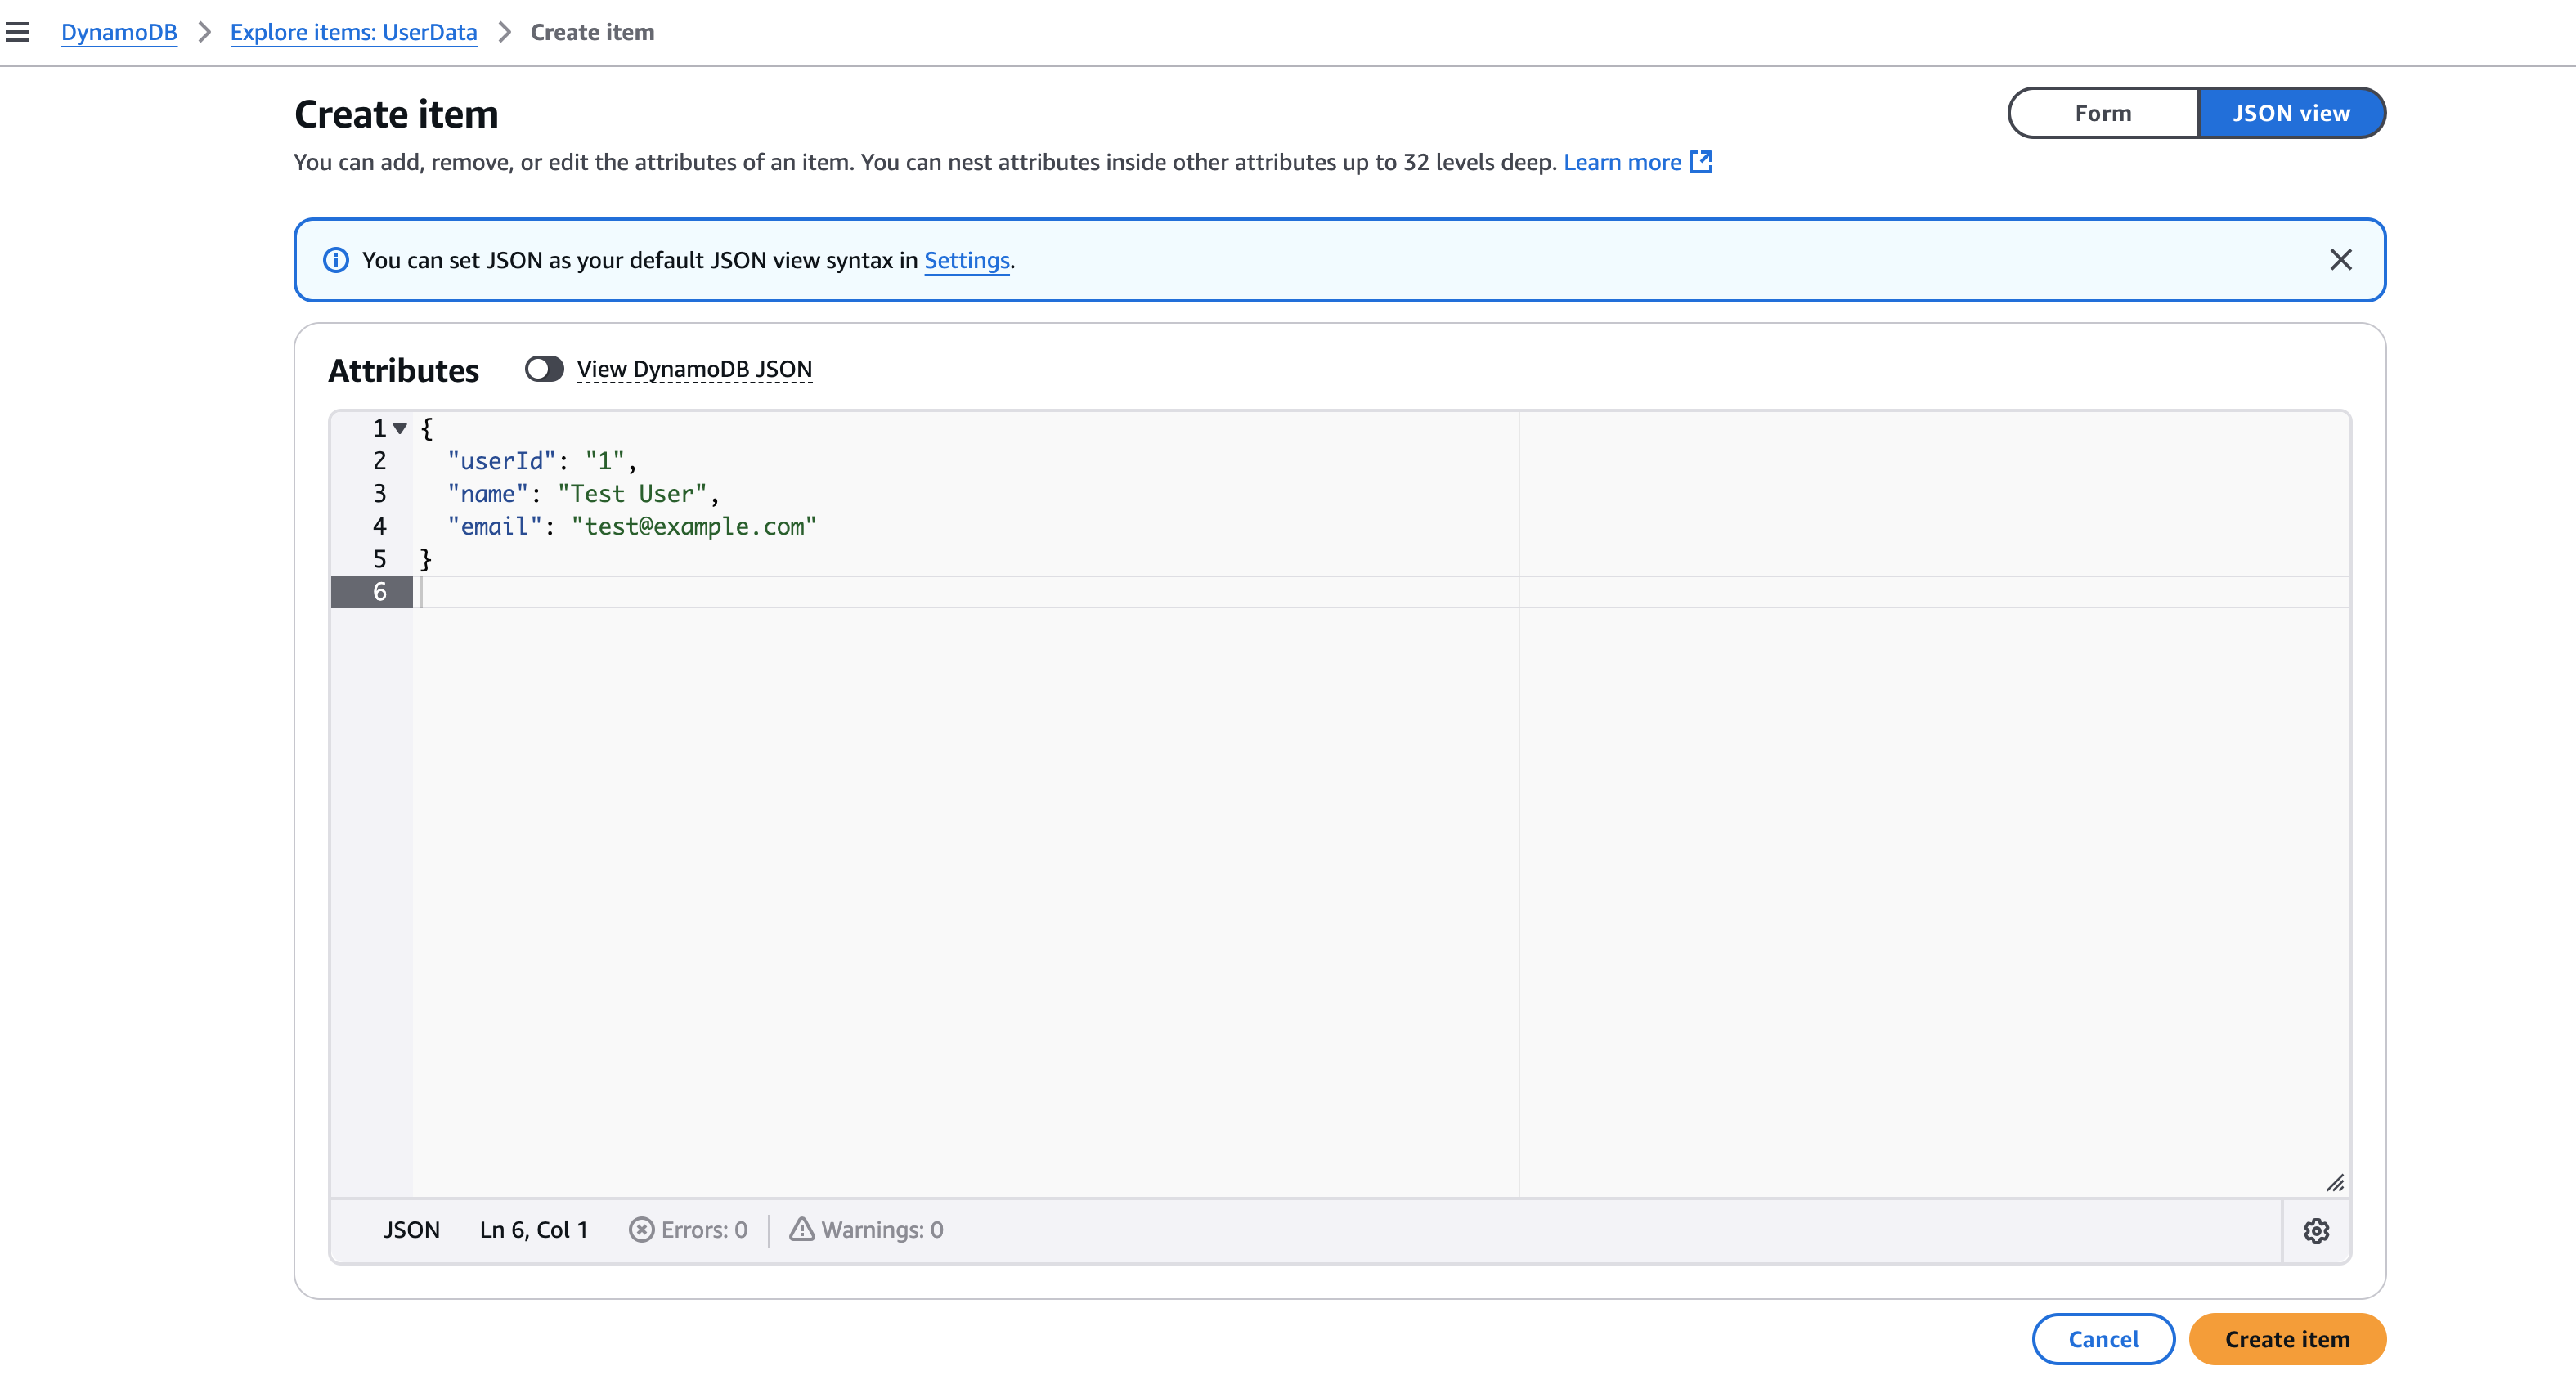 DynamoDB > Explore items: UserData > Create item
Create item
Form JSON view
You can add, remove, or edit the attributes of an item. You can nest attributes inside other attributes up to 32 levels deep. Learn more
You can set JSON as your default JSON view syntax in Settings.
Attributes View DynamoDB JSON
1 {
2 "userId": "1",
3 "name": "Test User",
4 "email": "test@example.com"
5 }
6
JSON Ln 6, Col 1 Errors: 0 Warnings: 0
Cancel Create item